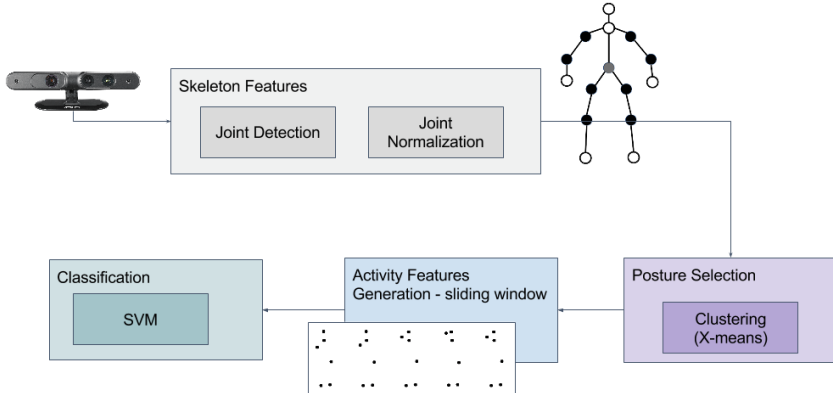 Skeleton Features
Joint Detection
Joint
Normalization
Posture Selection
Clustering
(X-means)
Activity Features
Generation - sliding window
Classification
SVM